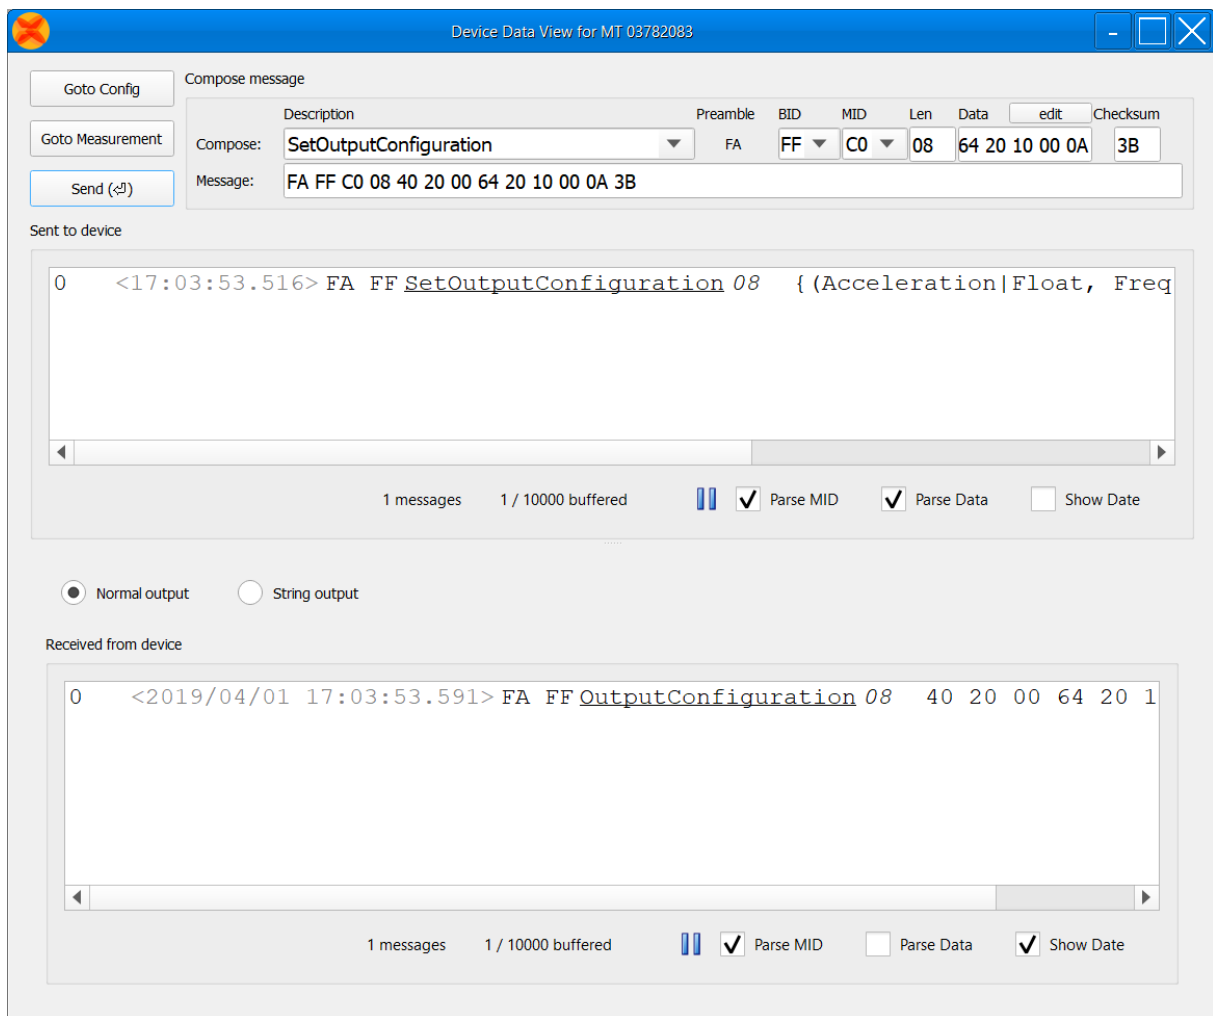 Device Data View for MT 03782083
Goto Config
Compose message
Description Preamble BID MID Len Data edit Checksum
Goto Measurement
Compose: SetOutputConfiguration FA FF C0 08 64 20 10 00 0A 3B
Send (⏎)
Message: FA FF C0 08 40 20 00 64 20 10 00 0A 3B
Sent to device
0 <17:03:53.516> FA FF SetOutputConfiguration 08 {(Acceleration|Float, Freq
1 messages 1 / 10000 buffered Parse MID Parse Data Show Date
Normal output String output
Received from device
0 <2019/04/01 17:03:53.591> FA FF OutputConfiguration 08 40 20 00 64 20 1
1 messages 1 / 10000 buffered Parse MID Parse Data Show Date